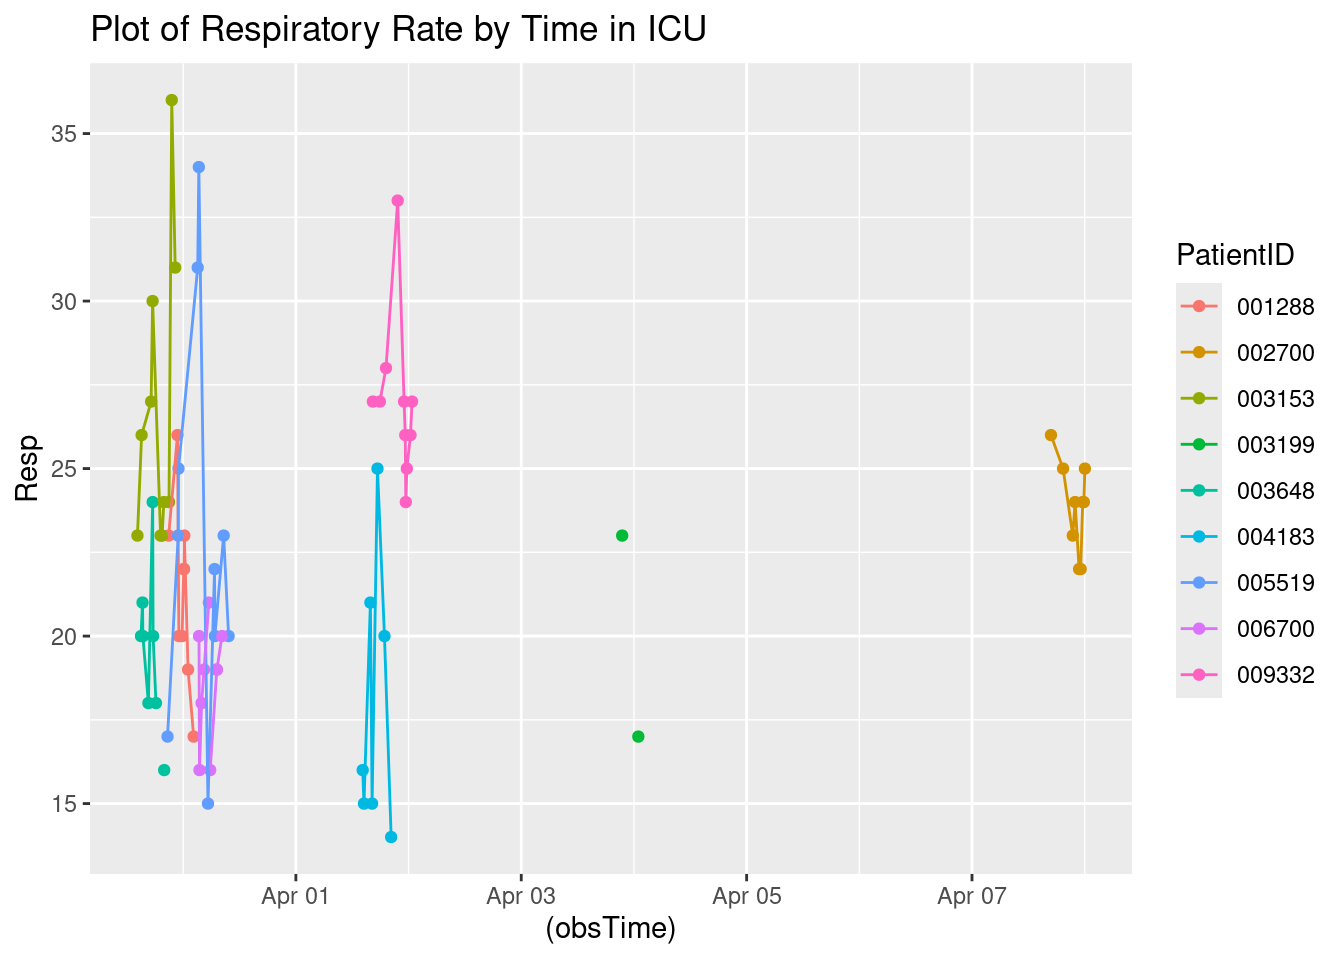 Plot of Respiratory Rate by Time in ICU
35
30
25
20
15
Resp
Apr 01
Apr 03
Apr 05
Apr 07
(obsTime)
PatientID
001288
002700
003153
003199
003648
004183
005519
006700
009332